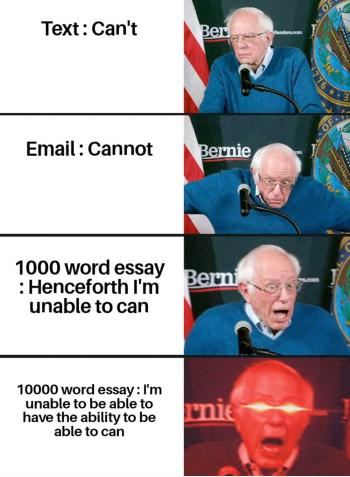 Text : Can't
Bernie
Email : Cannot
Bernie
1000 word essay
: Henceforth I'm
unable to can
Berni
10000 word essay : I'm
unable to be able to
have the ability to be
able to can
rnie